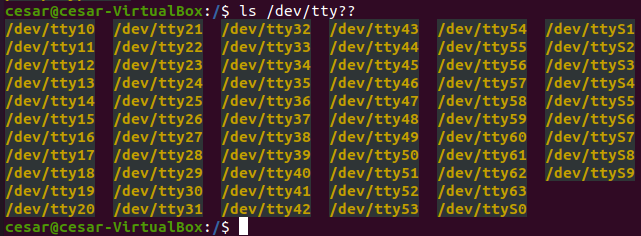 cesar@cesar-VirtualBox:/$ ls /dev/tty??
/dev/tty10 /dev/tty21 /dev/tty32 /dev/tty43 /dev/tty54 /dev/ttyS1
/dev/tty11 /dev/tty22 /dev/tty33 /dev/tty44 /dev/tty55 /dev/ttyS2
/dev/tty12 /dev/tty23 /dev/tty34 /dev/tty45 /dev/tty56 /dev/ttyS3
/dev/tty13 /dev/tty24 /dev/tty35 /dev/tty46 /dev/tty57 /dev/ttyS4
/dev/tty14 /dev/tty25 /dev/tty36 /dev/tty47 /dev/tty58 /dev/ttyS5
/dev/tty15 /dev/tty26 /dev/tty37 /dev/tty48 /dev/tty59 /dev/ttyS6
/dev/tty16 /dev/tty27 /dev/tty38 /dev/tty49 /dev/tty60 /dev/ttyS7
/dev/tty17 /dev/tty28 /dev/tty39 /dev/tty50 /dev/tty61 /dev/ttyS8
/dev/tty18 /dev/tty29 /dev/tty40 /dev/tty51 /dev/tty62 /dev/ttyS9
/dev/tty19 /dev/tty30 /dev/tty41 /dev/tty52 /dev/tty63
/dev/tty20 /dev/tty31 /dev/tty42 /dev/tty53 /dev/ttyS0
cesar@cesar-VirtualBox:/$